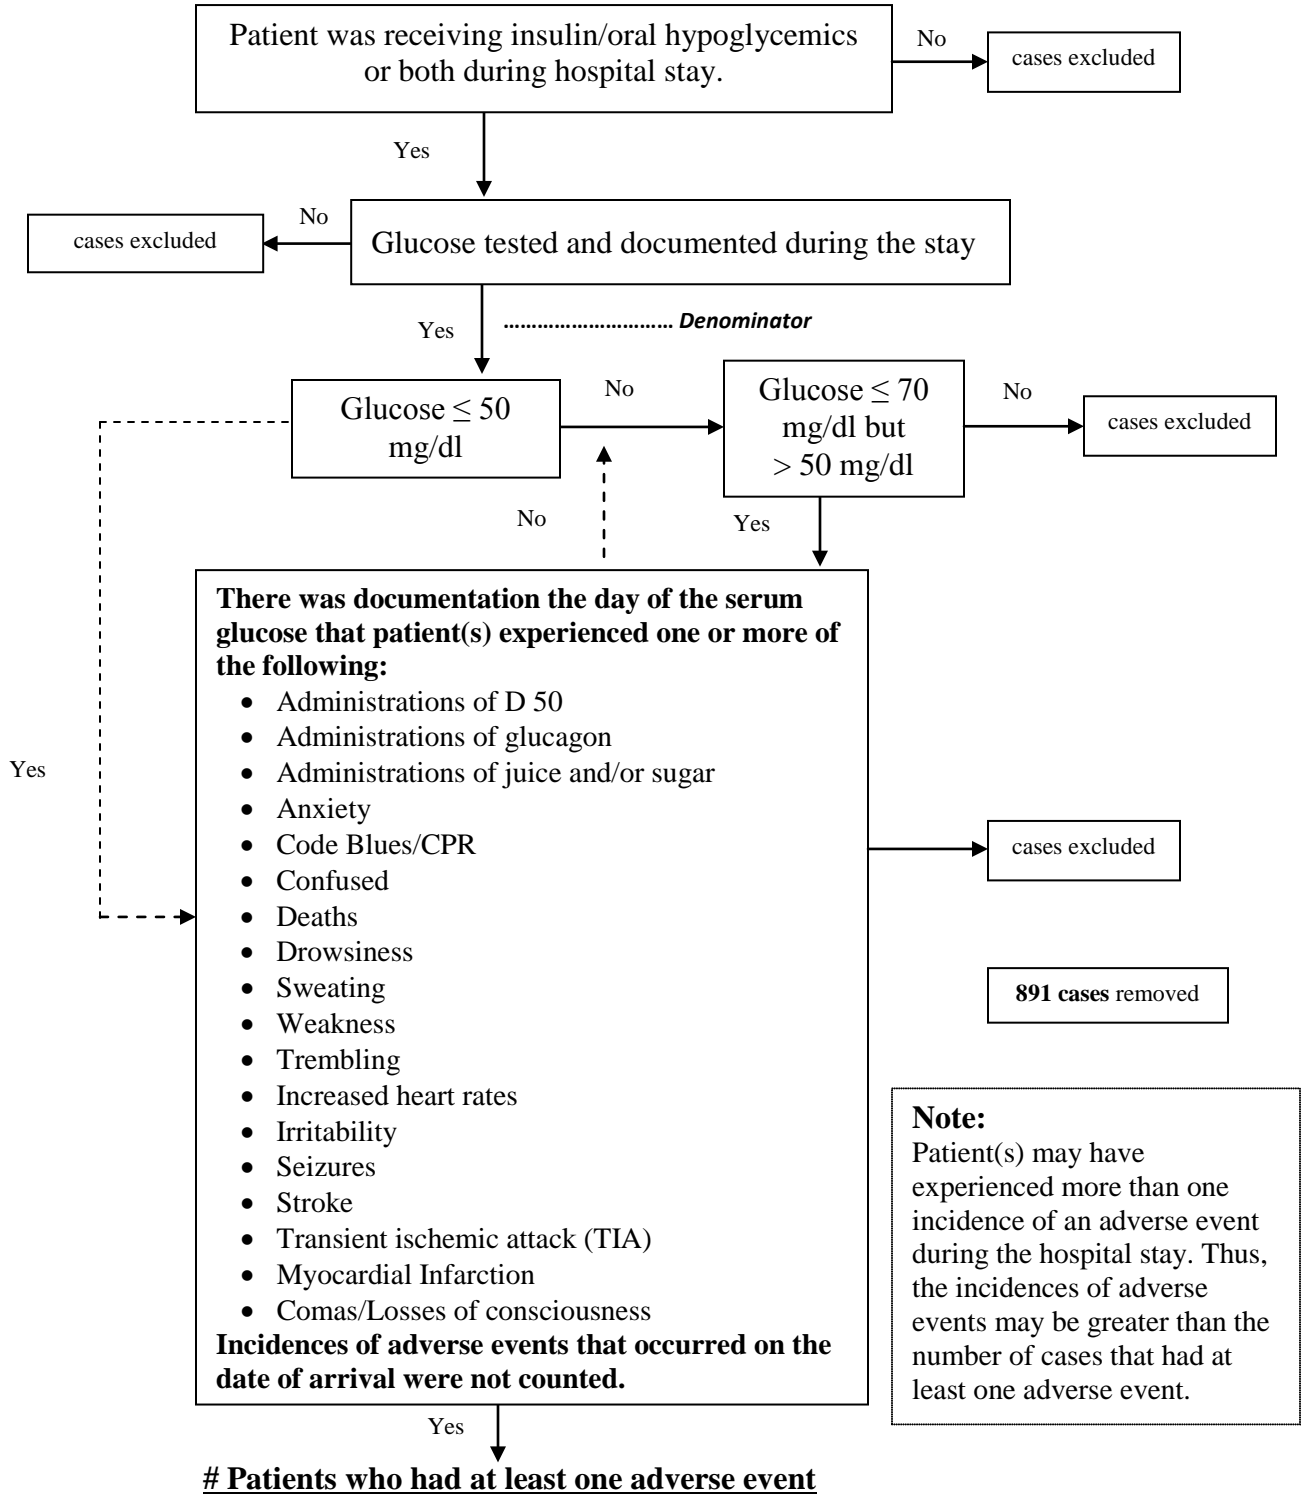 Patient was receiving insulin/oral hypoglycemics
or both during hospital stay.
No
cases excluded
Yes
No
cases excluded
Glucose tested and documented during the stay
Yes
………………………… Denominator
Glucose ≤ 50
mg/dl
No
Glucose ≤ 70
mg/dl but
> 50 mg/dl
No
cases excluded
No
Yes
There was documentation the day of the serum
glucose that patient(s) experienced one or more of
the following:
• Administrations of D 50
• Administrations of glucagon
• Administrations of juice and/or sugar
• Anxiety
• Code Blues/CPR
• Confused
• Deaths
• Drowsiness
• Sweating
• Weakness
• Trembling
• Increased heart rates
• Irritability
• Seizures
• Stroke
• Transient ischemic attack (TIA)
• Myocardial Infarction
• Comas/Losses of consciousness
Incidences of adverse events that occurred on the
date of arrival were not counted.
Yes
cases excluded
891 cases removed
Note:
Patient(s) may have
experienced more than one
incidence of an adverse event
during the hospital stay. Thus,
the incidences of adverse
events may be greater than the
number of cases that had at
least one adverse event.
Yes
# Patients who had at least one adverse event